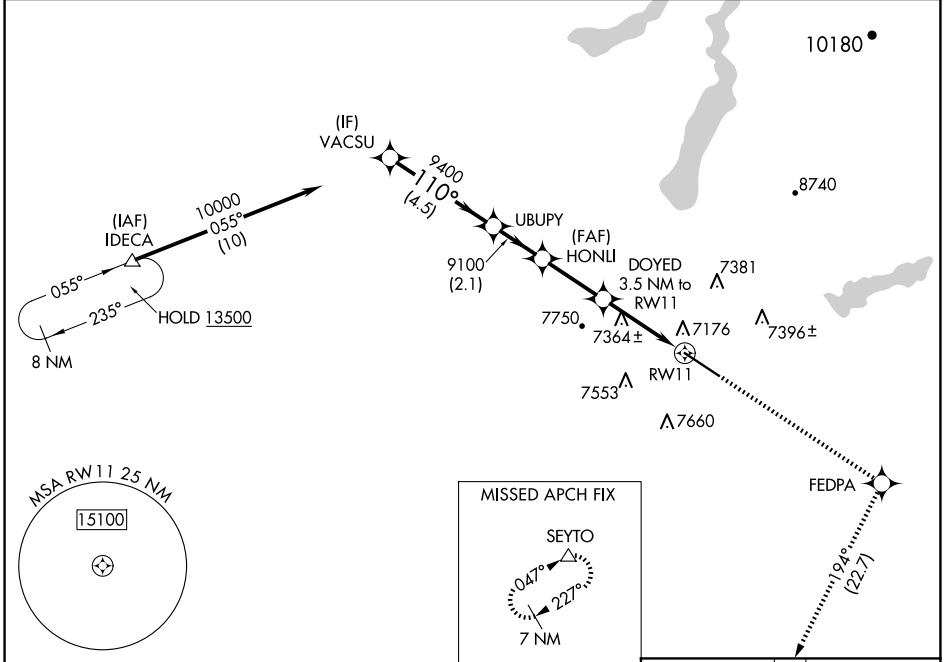 10180
(IF)
VACSU
9400
110°
(4.5)
8740
(IAF)
IDECA
10000
055°
(10)
UBUPY
(FAF)
HONLI
9100
(2.1)
DOYED
3.5 NM to
RW11
7381
055°
235°
HOLD 13500
8 NM
7750
7364±
7176
7396±
RW11
7553
7660
MSA RW11 25 NM
15100
FEDPA
MISSED APCH FIX
SEYTO
047°
227°
7 NM
194°
(22.7)